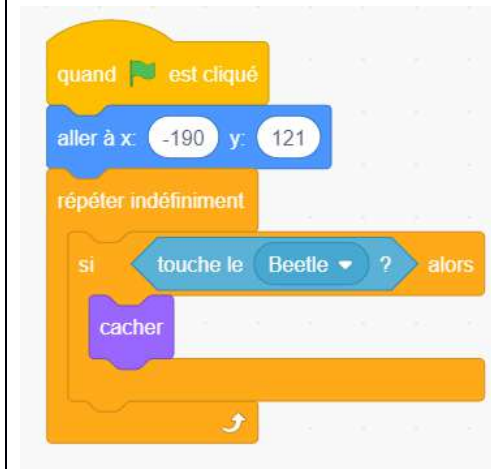 quand est cliqué
aller à x: -190 y: 121
répéter indéfiniment
si touche le Beetle ? alors
cacher